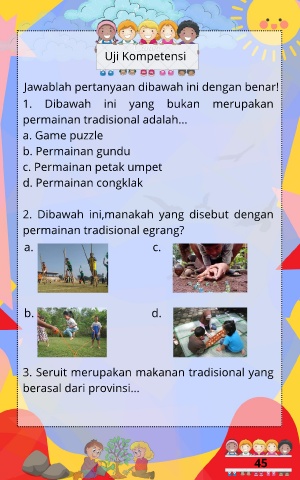 Uji Kompetensi
Jawablah pertanyaan dibawah ini dengan benar!
1. Dibawah ini yang bukan merupakan
permainan tradisional adalah...
a. Game puzzle
b. Permainan gundu
c. Permainan petak umpet
d. Permainan congklak
2. Dibawah ini,manakah yang disebut dengan
permainan tradisional egrang?
a.
c.
b.
d.
3. Seruit merupakan makanan tradisional yang
berasal dari provinsi...
45